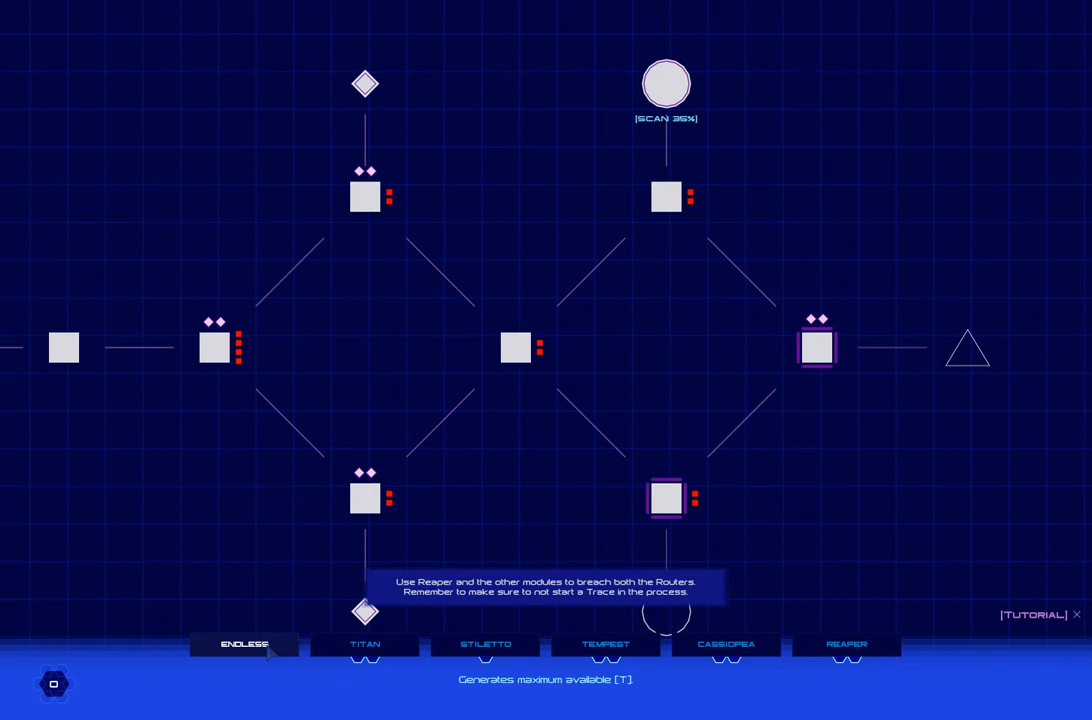 [SCAN 35%]
Use Reaper and the other modules to breach both the Routers.
Remember to make sure to not start a Trace in the process.
[TUTORIAL] ×
ENDLESS
TITAN
STILETTO
TEMPEST
CASSIOPEA
REAPER
Generates maximum available [T].
0